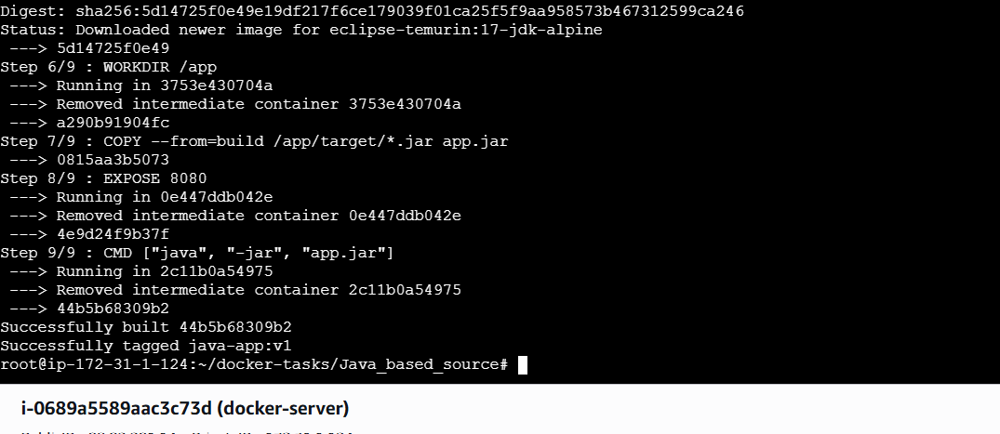 Digest: sha256:5d14725f0e49e19df217f6ce179039f01ca25f5f9aa958573b467312599ca246
Status: Downloaded newer image for eclipse-temurin:17-jdk-alpine
 ---> 5d14725f0e49
Step 6/9 : WORKDIR /app
 ---> Running in 3753e430704a
 ---> Removed intermediate container 3753e430704a
 ---> a290b91904fc
Step 7/9 : COPY --from=build /app/target/*.jar app.jar
 ---> 0815aa3b5073
Step 8/9 : EXPOSE 8080
 ---> Running in 0e447ddb042e
 ---> Removed intermediate container 0e447ddb042e
 ---> 4e9d24f9b37f
Step 9/9 : CMD ["java", "-jar", "app.jar"]
 ---> Running in 2c11b0a54975
 ---> Removed intermediate container 2c11b0a54975
 ---> 44b5b68309b2
Successfully built 44b5b68309b2
Successfully tagged java-app:v1
root@ip-172-31-1-124:~/docker-tasks/Java_based_source#
i-0689a5589aac3c73d (docker-server)